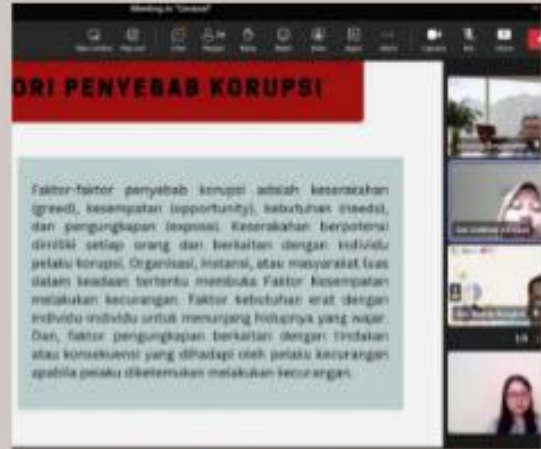 Meeting in "General"
ORI PENYEBAB KORUPSI
Faktor-faktor penyebab korupsi adalah keserakahan
(greed), kesempatan (opportunity), kebutuhan (needs),
dan pengungkapan (expose). Keserakahan berpotensi
dimiliki setiap orang dan berkaitan dengan individu
pelaku korupsi. Organisasi, instansi, atau masyarakat luas
dalam keadaan tertentu membuka Faktor Kesempatan
melakukan kecurangan. Faktor kebutuhan erat dengan
individu-individu untuk menunjang hidupnya yang wajar.
Dan, faktor pengungkapan berkaitan dengan tindakan
atau konsekuensi yang dihadapi oleh pelaku kecurangan
apabila pelaku diketemukan melakukan kecurangan.